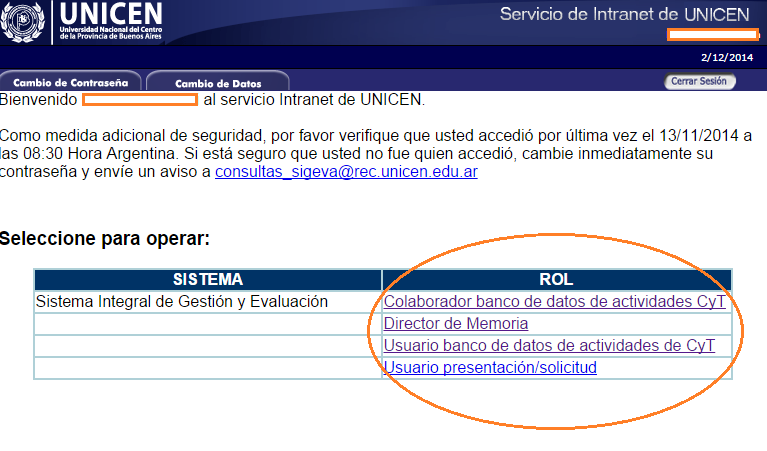 UNICEN
Universidad Nacional del Centro
de la Provincia de Buenos Aires
Servicio de Intranet de UNICEN
2/12/2014
Cambio de Contraseña
Cambio de Datos
Cerrar Sesión
Bienvenido al servicio Intranet de UNICEN.
Como medida adicional de seguridad, por favor verifique que usted accedió por última vez el 13/11/2014 a
las 08:30 Hora Argentina. Si está seguro que usted no fue quien accedió, cambie inmediatamente su
contraseña y envíe un aviso a consultas_sigeva@rec.unicen.edu.ar
Seleccione para operar:
SISTEMA ROL
Sistema Integral de Gestión y Evaluación Colaborador banco de datos de actividades CyT
Director de Memoria
Usuario banco de datos de actividades de CyT
Usuario presentación/solicitud